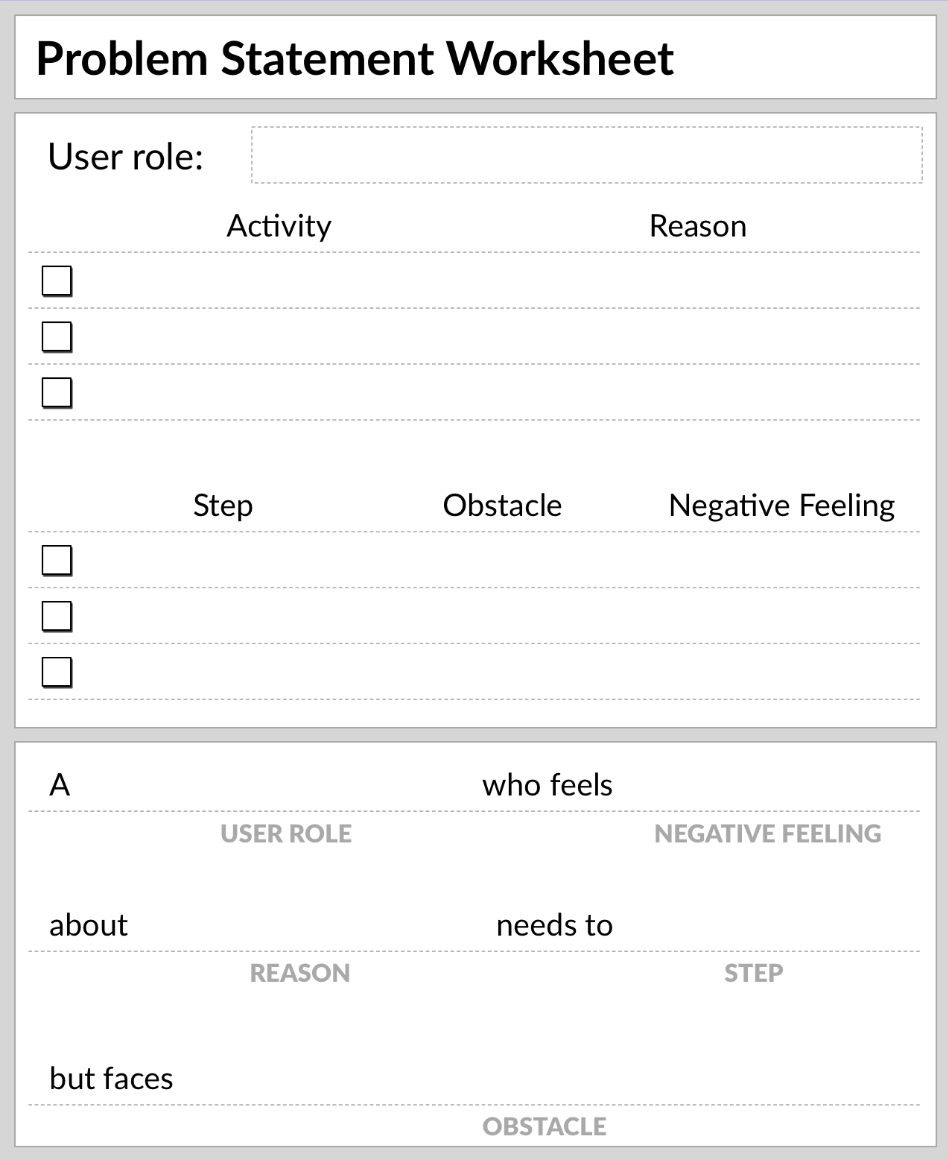 Problem Statement Worksheet
User role:
Activity Reason
Step Obstacle Negative Feeling
A who feels
USER ROLE NEGATIVE FEELING
about needs to
REASON STEP
but faces
OBSTACLE